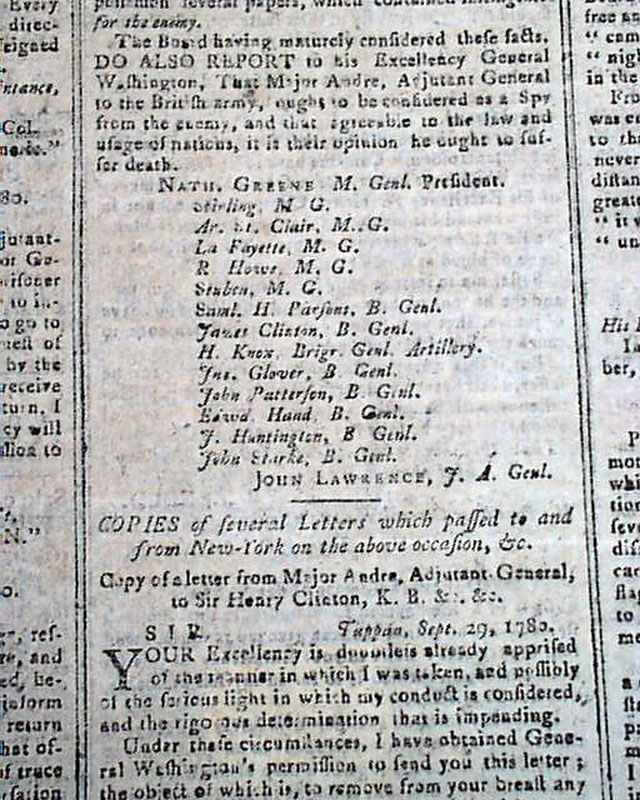 for the enemy.
The Board having maturely considered these facts,
DO ALSO REPORT to his Excellency General
Washington, That Major Andre, Adjutant General
to the British army, ought to be considered as a Spy
from the enemy, and that agreeable to the law and
usage of nations, it is their opinion he ought to suf-
fer death.
NATH. GREENE M. Genl. President.
Stirling, M G.
Ar. St. Clair, M. G.
La Fayette, M. G.
R Howe, M. G.
Stuben, M. G.
Saml. H. Parsons, B. Genl.
James Clinton, B. Genl.
H. Knox, Brigr. Genl. Artillery.
Jno. Glover, B. Genl.
John Patterson, B. Genl.
Edwd. Hand, B. Genl.
J. Huntington, B Genl.
John Starke, B. Genl.
JOHN LAWRENCE, J. A. Genl.
COPIES of several Letters which passed to and
from New-York on the above occasion, &c.
Copy of a letter from Major Andre, Adjutant General,
to Sir Henry Clinton, K. B. &c. &c.
SIR, Tappan, Sept. 29, 1780.
YOUR Excellency is doubtless already apprised
of the manner in which I was taken, and possibly
of the serious light in which my conduct is considered,
and the rigorous determination that is impending.
Under these circumstances, I have obtained Gene-
ral Washington's permission to send you this letter;
the object of which is, to remove from your breast any